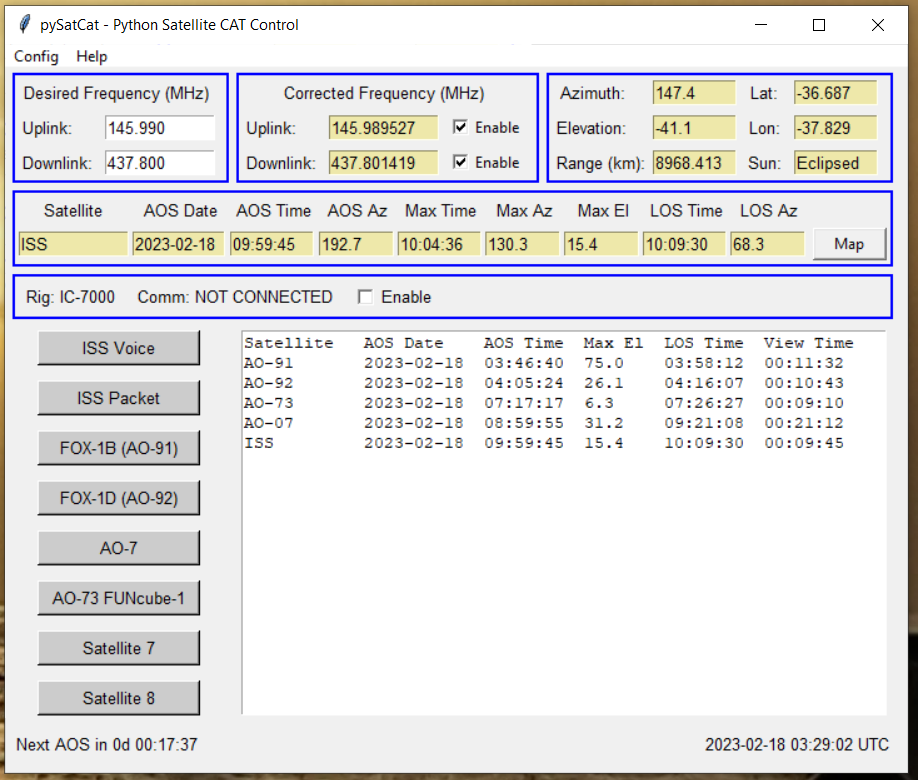 pySatCat - Python Satellite CAT Control
Config Help
Desired Frequency (MHz)
Uplink: 145.990
Downlink: 437.800
Corrected Frequency (MHz)
Uplink: 145.989527 Enable
Downlink: 437.801419 Enable
Azimuth: 147.4 Lat: -36.687
Elevation: -41.1 Lon: -37.829
Range (km): 8968.413 Sun: Eclipsed
Satellite AOS Date AOS Time AOS Az Max Time Max Az Max El LOS Time LOS Az
ISS 2023-02-18 09:59:45 192.7 10:04:36 130.3 15.4 10:09:30 68.3 Map
Rig: IC-7000 Comm: NOT CONNECTED Enable
ISS Voice
ISS Packet
FOX-1B (AO-91)
FOX-1D (AO-92)
AO-7
AO-73 FUNcube-1
Satellite 7
Satellite 8
Satellite AOS Date AOS Time Max El LOS Time View Time
AO-91 2023-02-18 03:46:40 75.0 03:58:12 00:11:32
AO-92 2023-02-18 04:05:24 26.1 04:16:07 00:10:43
AO-73 2023-02-18 07:17:17 6.3 07:26:27 00:09:10
AO-07 2023-02-18 08:59:55 31.2 09:21:08 00:21:12
ISS 2023-02-18 09:59:45 15.4 10:09:30 00:09:45
Next AOS in 0d 00:17:37
2023-02-18 03:29:02 UTC